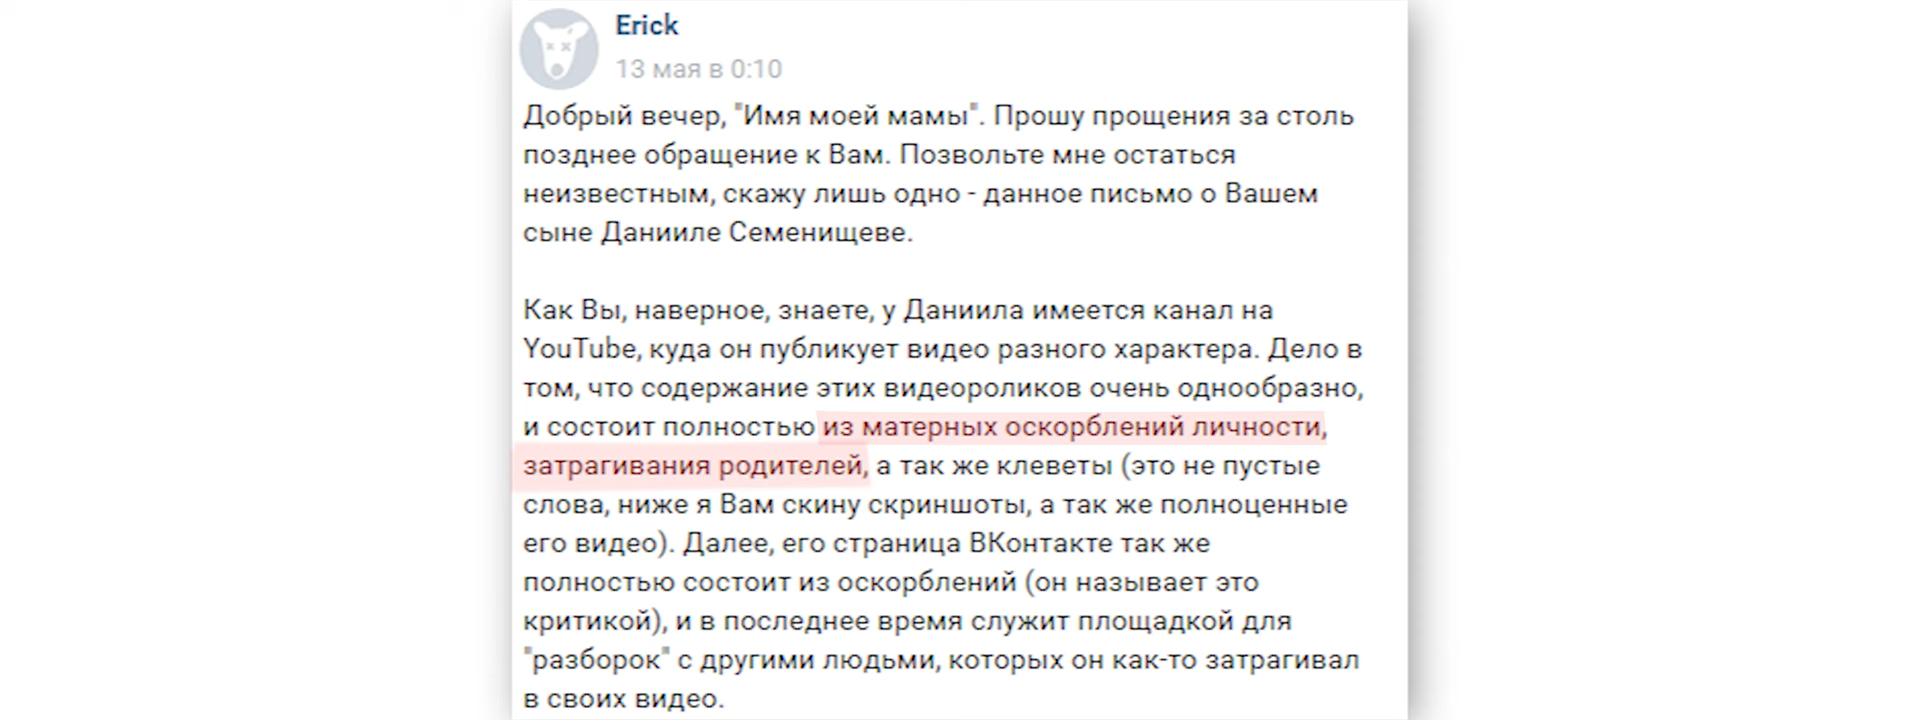 Erick
13 мая в 0:10
Добрый вечер, "Имя моей мамы". Прошу прощения за столь
позднее обращение к Вам. Позвольте мне остаться
неизвестным, скажу лишь одно - данное письмо о Вашем
сыне Данииле Семенищеве.
Как Вы, наверное, знаете, у Даниила имеется канал на
YouTube, куда он публикует видео разного характера. Дело в
том, что содержание этих видеороликов очень однообразно,
и состоит полностью из матерных оскорблений личности,
затрагивания родителей, а так же клеветы (это не пустые
слова, ниже я Вам скину скриншоты, а так же полноценные
его видео). Далее, его страница ВКонтакте так же
полностью состоит из оскорблений (он называет это
критикой), и в последнее время служит площадкой для
"разборок" с другими людьми, которых он как-то затрагивал
в своих видео.